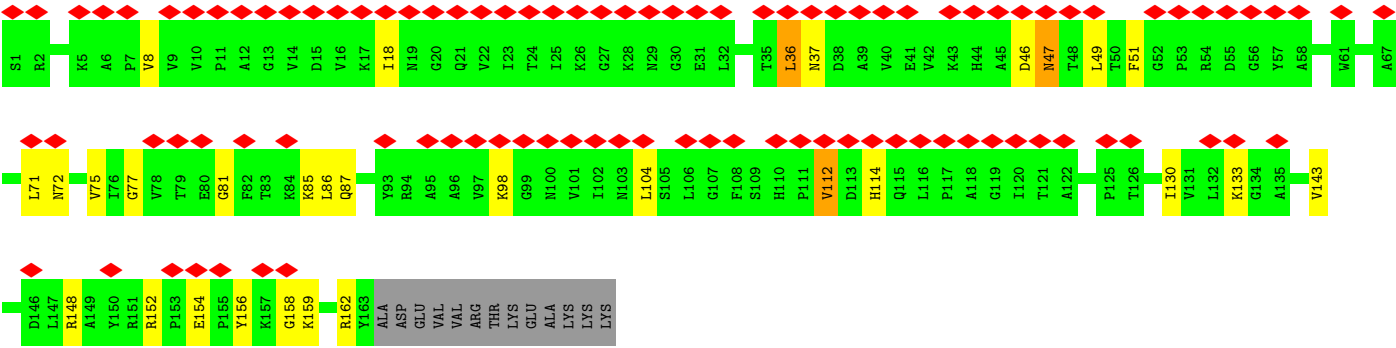 S1 R2 K5 A6 P7 V8 V9 V10 P11 A12 G13 V14 D15 V16 K17 I18 N19 G20 Q21 V22 I23 T24 I25 K26 G27 K28 N29 G30 E31 L32 T35 L36 N37 D38 A39 V40 E41 V42 K43 H44 A45 D46 N47 T48 L49 T50 F51 G52 P53 R54 D55 G56 Y57 A58 W61 A67
L71 N72 V75 I76 G77 V78 T79 E80 G81 F82 T83 K84 K85 L86 Q87 Y93 R94 A95 A96 V97 K98 G99 N100 V101 I102 N103 L104 S105 L106 G107 F108 S109 H110 P111 V112 D113 H114 Q115 L116 P117 A118 G119 I120 T121 A122 P125 T126 I130 V131 L132 K133 G134 A135 V143
D146 L147 R148 A149 Y150 R151 R152 P153 E154 P155 Y156 K157 G158 K159 R162 Y163 ALA ASP GLU VAL VAL ARG THR LYS GLU ALA LYS LYS LYS